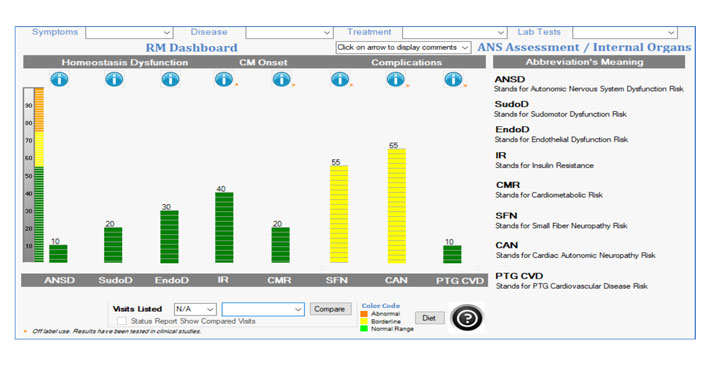 Symptoms Disease Treatment Lab Tests
RM Dashboard
Click on arrow to display comments
ANS Assessment / Internal Organs
Homeostasis Dysfunction CM Onset Complications
Abbreviation's Meaning
ANSD
Stands for Autonomic Nervous System Dysfunction Risk
SudoD
Stands for Sudomotor Dysfunction Risk
EndoD
Stands for Endothelial Dysfunction Risk
IR
Stands for Insulin Resistance
CMR
Stands for Cardiometabolic Risk
SFN
Stands for Small Fiber Neuropathy Risk
CAN
Stands for Cardiac Autonomic Neuropathy Risk
PTG CVD
Stands for PTG Cardiovascular Disease Risk
90
80
70
60
50
40
30
20
10
10 20 30 40 20 55 65 10
ANSD SudoD EndoD IR CMR SFN CAN PTG CVD
Visits Listed N/A Compare
Status Report Show Compared Visits
Color Code
Abnormal
Borderline
Normal Range
Diet
?
* Off label use. Results have been tested in clinical studies.